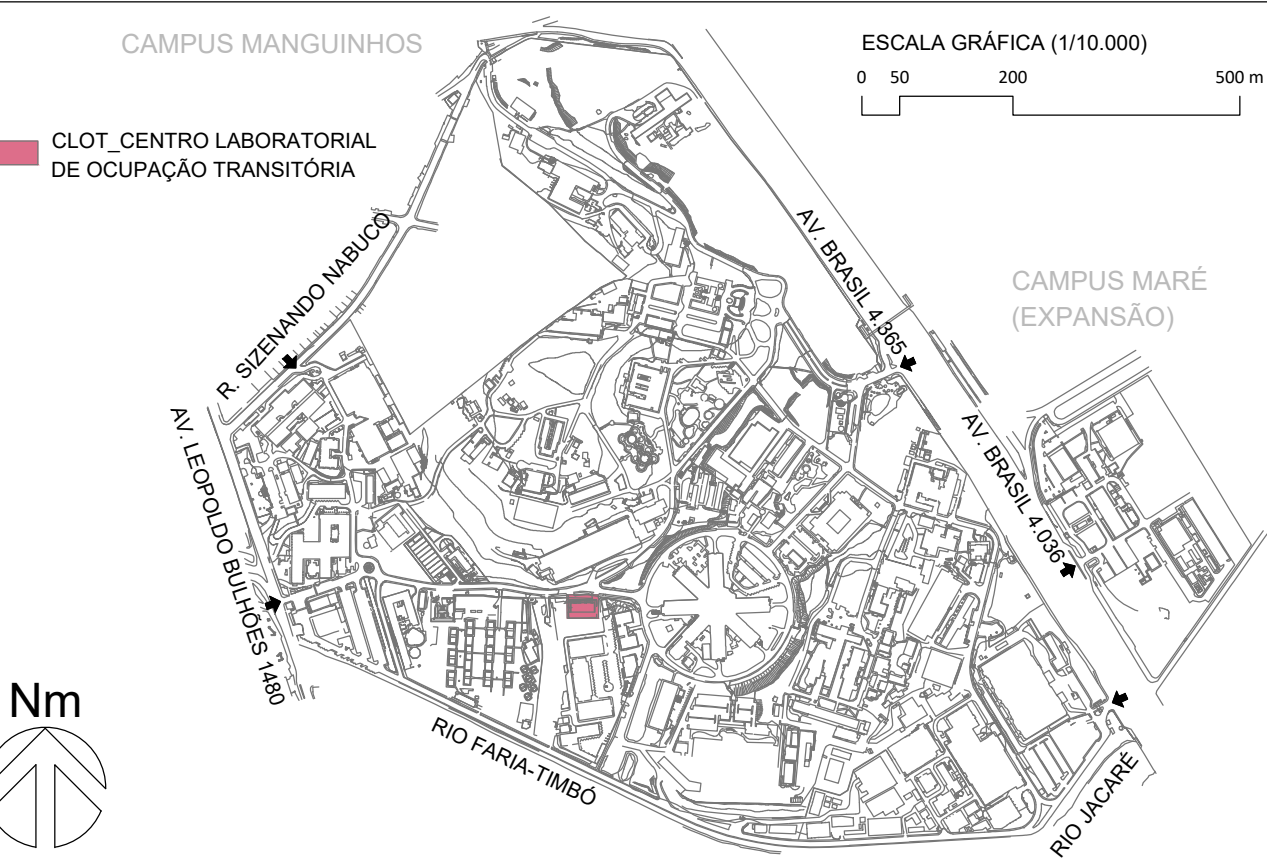 CAMPUS MANGUINHOS
ESCALA GRÁFICA (1/10.000)
0 50 200 500 m
CLOT_CENTRO LABORATORIAL
DE OCUPAÇÃO TRANSITÓRIA
R. SIZENANDO NABUCO
AV. BRASIL 4.365
CAMPUS MARÉ
(EXPANSÃO)
AV. LEOPOLDO BULHÕES 1480
AV. BRASIL 4.036
Nm
RIO FARIA-TIMBÓ
RIO JACARÉ